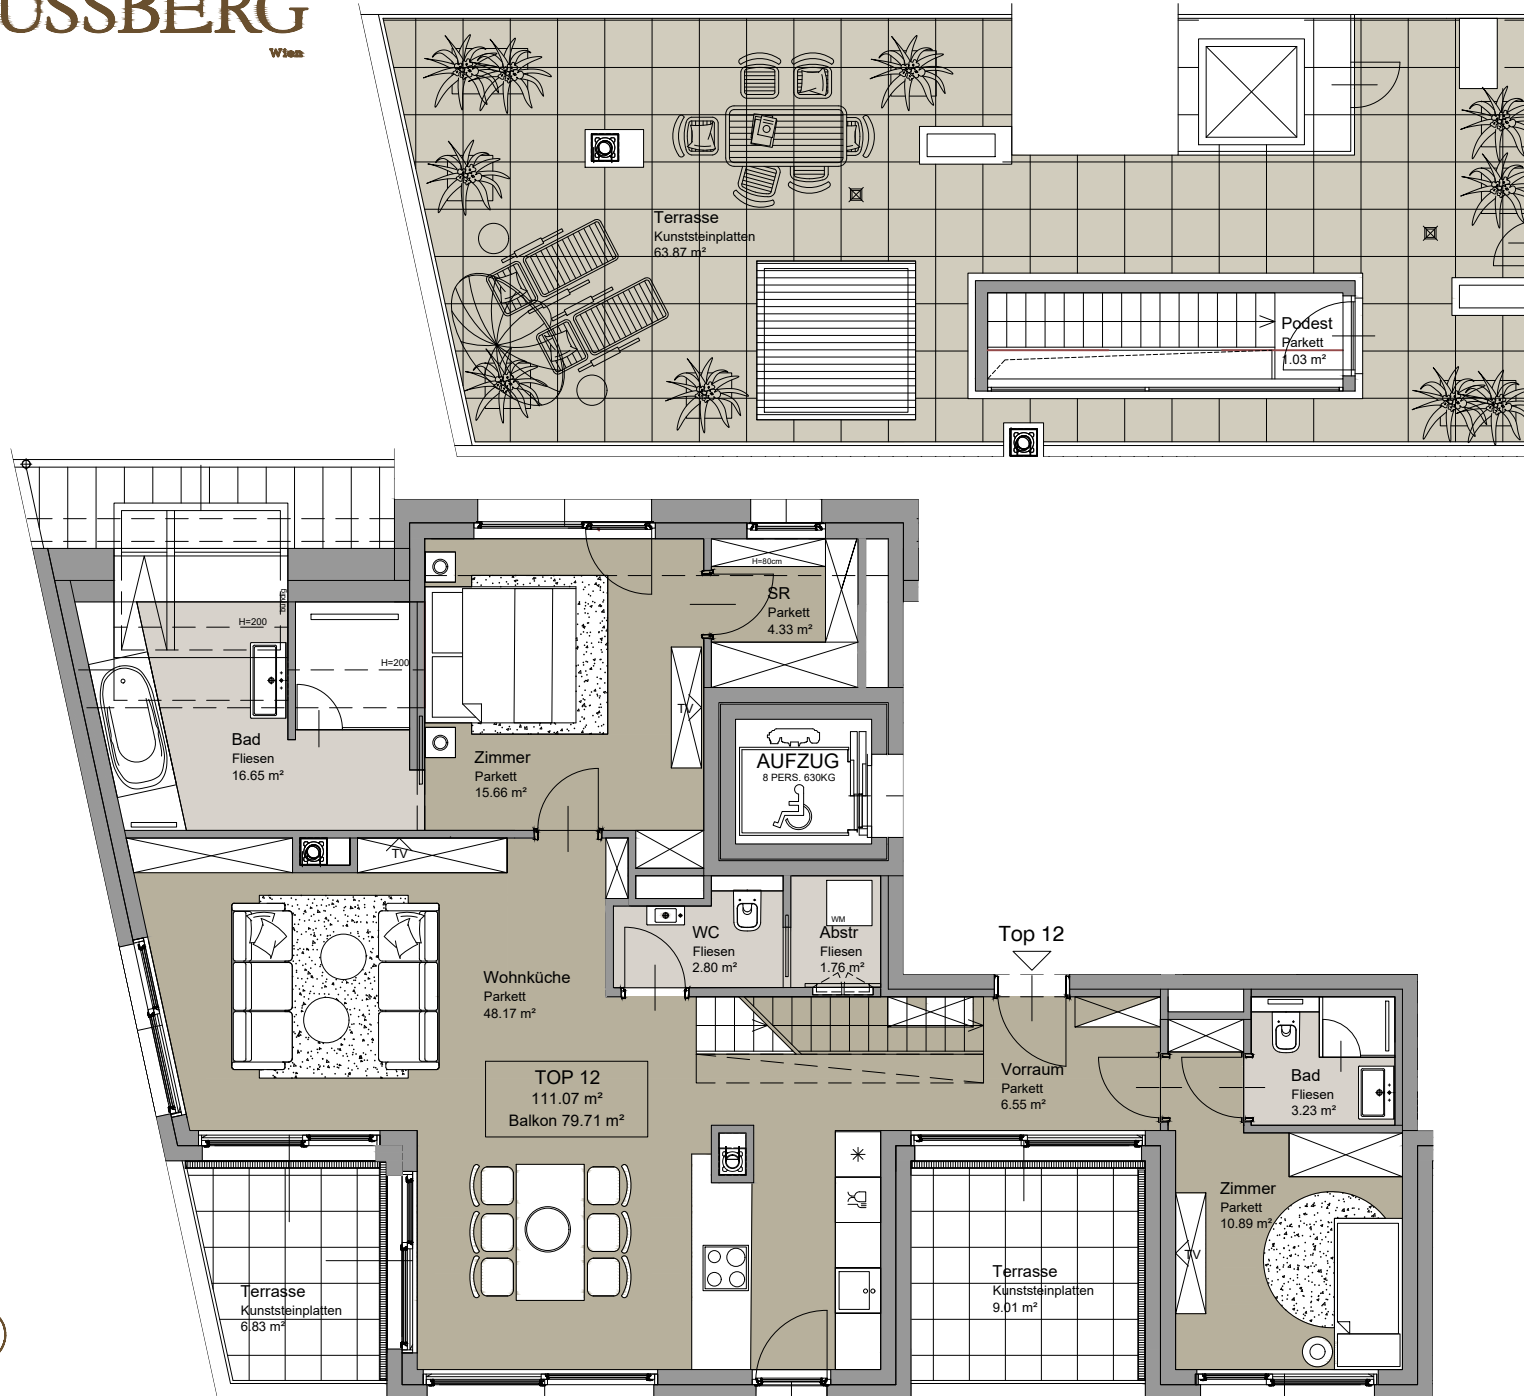 USSBERG
Wien
Terrasse
Kunststeinplatten
63.87 m²
Podest
Parkett
1.03 m²
H=80cm
SR
Parkett
4.33 m²
H=200
H=200
TV
Bad
Fliesen
16.65 m²
Zimmer
Parkett
15.66 m²
AUFZUG
8 PERS. 630KG
TV
WM
WC
Fliesen
2.80 m²
Abstr
Fliesen
1.76 m²
Top 12
Wohnküche
Parkett
48.17 m²
TOP 12
111.07 m²
Balkon 79.71 m²
Vorraum
Parkett
6.55 m²
Bad
Fliesen
3.23 m²
Zimmer
Parkett
10.89 m²
TV
Terrasse
Kunststeinplatten
6.83 m²
Terrasse
Kunststeinplatten
9.01 m²